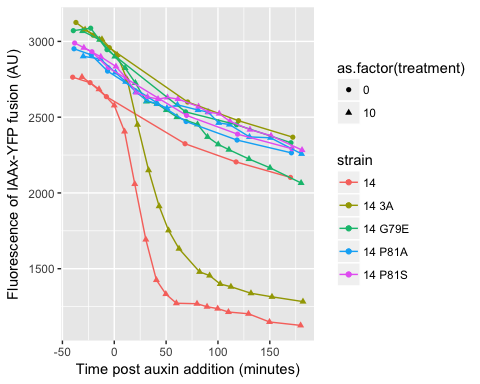 Fluorescence of IAAx-YFP fusion (AU)
3000
2500
2000
1500
-50 0 50 100 150
Time post auxin addition (minutes)
as.factor(treatment)
0
10
strain
14
14 3A
14 G79E
14 P81A
14 P81S